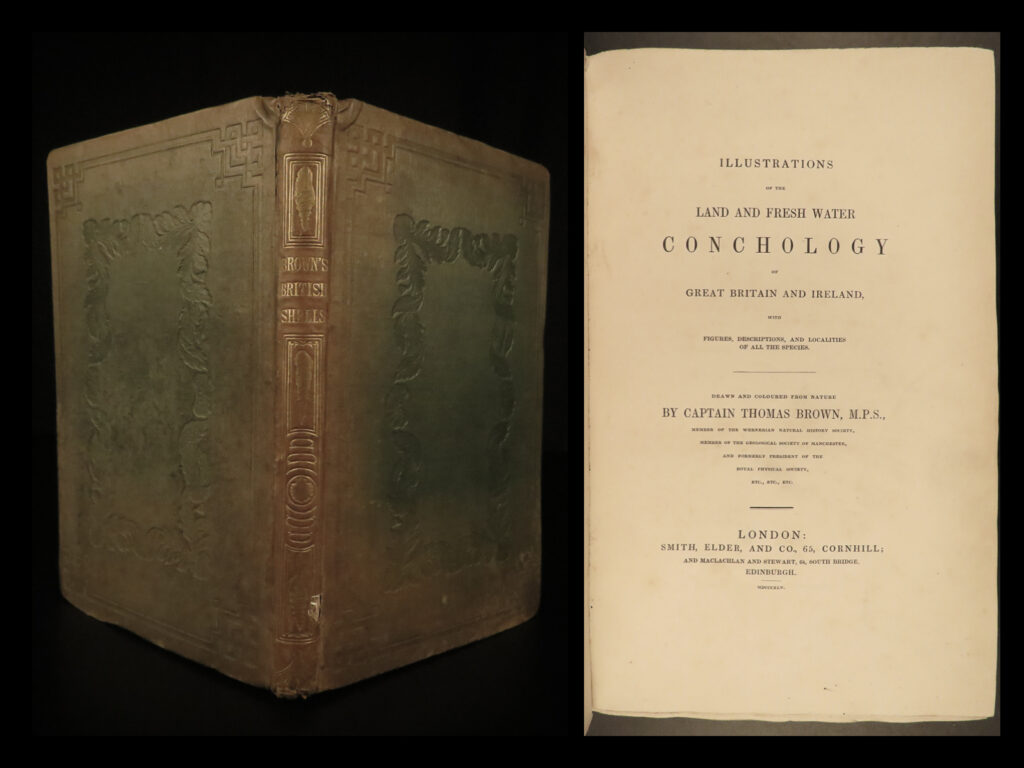 BROWN'S
BRITISH
SHELLS
ILLUSTRATIONS
OF THE
LAND AND FRESH WATER
CONCHOLOGY
OF
GREAT BRITAIN AND IRELAND,
WITH
FIGURES, DESCRIPTIONS, AND LOCALITIES
OF ALL THE SPECIES.
DRAWN AND COLOURED FROM NATURE
BY CAPTAIN THOMAS BROWN, M.P.S.,
MEMBER OF THE WERNERIAN NATURAL HISTORY SOCIETY,
MEMBER OF THE GEOLOGICAL SOCIETY OF MANCHESTER,
AND FORMERLY PRESIDENT OF THE
ROYAL PHYSICAL SOCIETY,
ETC., ETC., ETC.
LONDON:
SMITH, ELDER, AND CO., 65, CORNHILL;
AND MACLACHLAN AND STEWART, 64, SOUTH BRIDGE,
EDINBURGH.
MDCCCXLV.